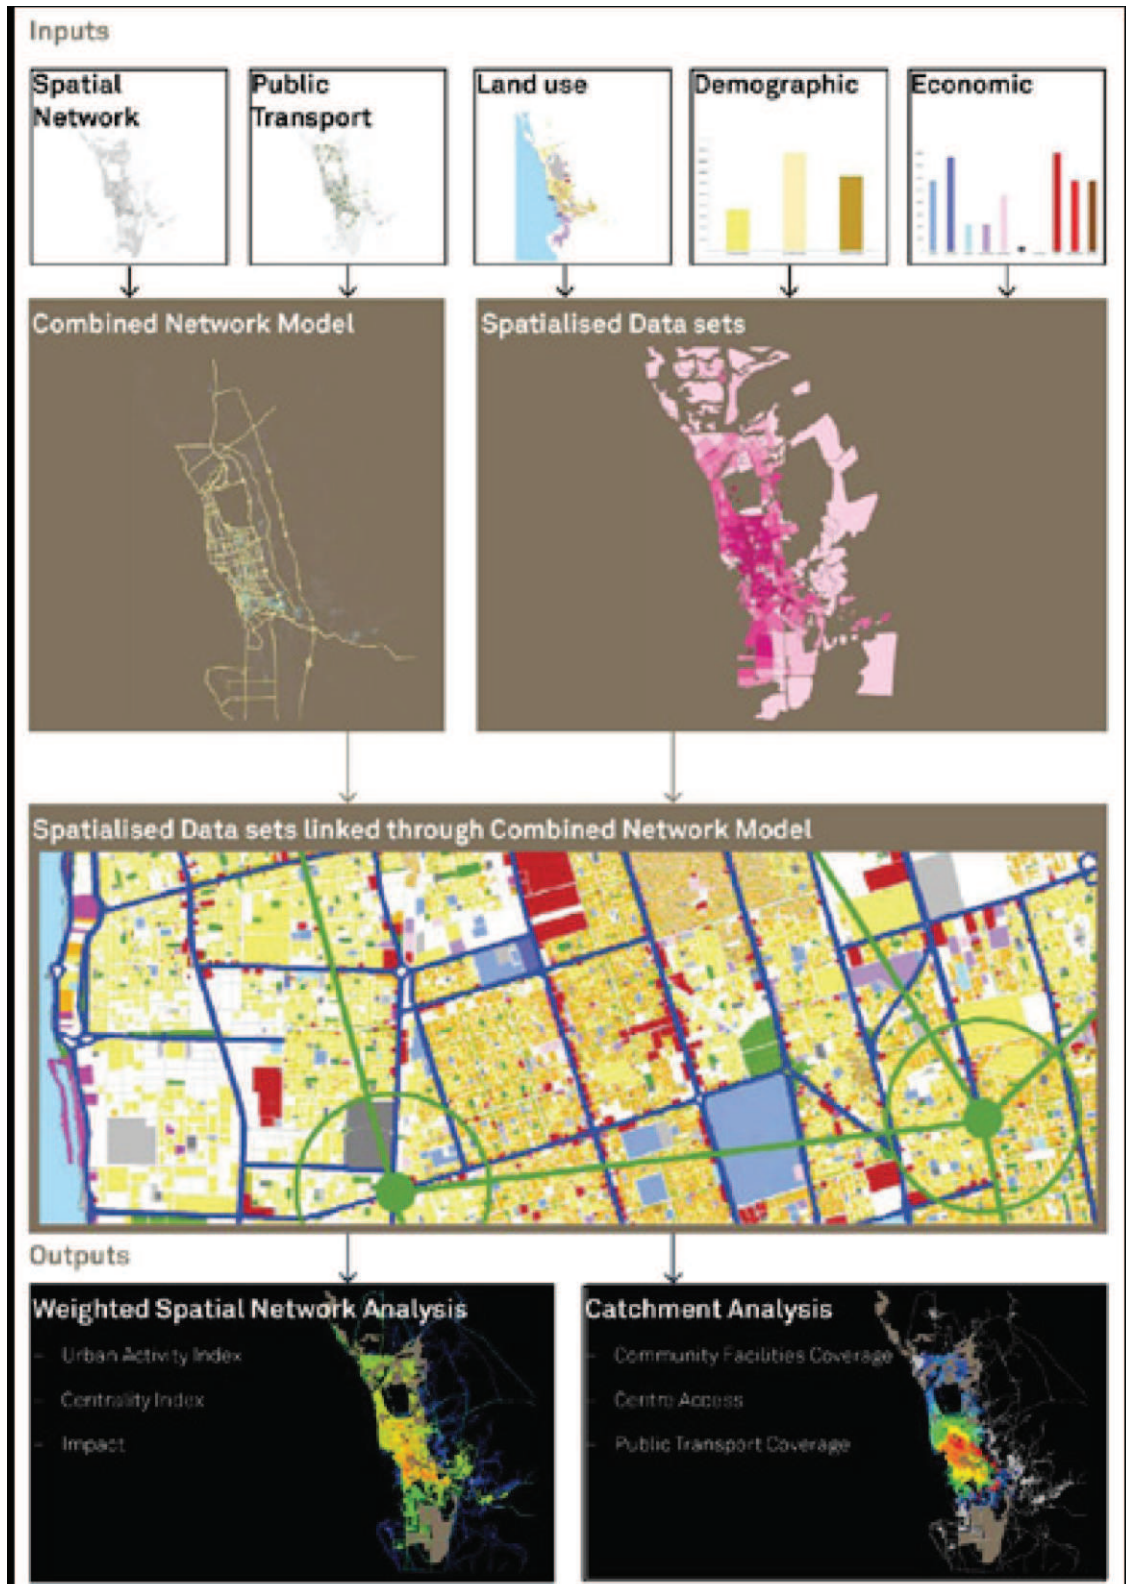 Inputs
Spatial
Network
Public
Transport
Land use
Demographic
Economic
Combined Network Model
Spatialised Data sets
Spatialised Data sets linked through Combined Network Model
Outputs
Weighted Spatial Network Analysis
– Urban Activity Index
– Centrality Index
– Impact
Catchment Analysis
– Community Facilities Coverage
– Centre Access
– Public Transport Coverage